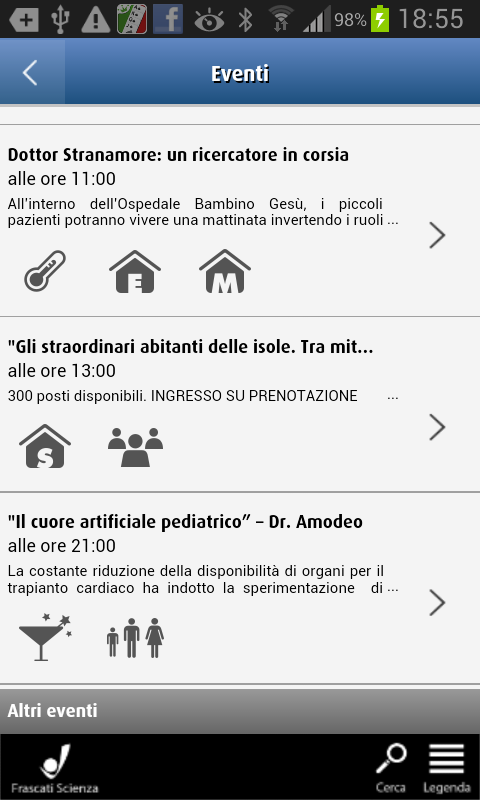 98% 18:55
Eventi
Dottor Stranamore: un ricercatore in corsia
alle ore 11:00
All'interno dell'Ospedale Bambino Gesù, i piccoli
pazienti potranno vivere una mattinata invertendo i ruoli ...
E M
"Gli straordinari abitanti delle isole. Tra mit...
alle ore 13:00
300 posti disponibili. INGRESSO SU PRENOTAZIONE ...
S
"Il cuore artificiale pediatrico” – Dr. Amodeo
alle ore 21:00
La costante riduzione della disponibilità di organi per il
trapianto cardiaco ha indotto la sperimentazione di ...
Altri eventi
Frascati Scienza Cerca Legenda